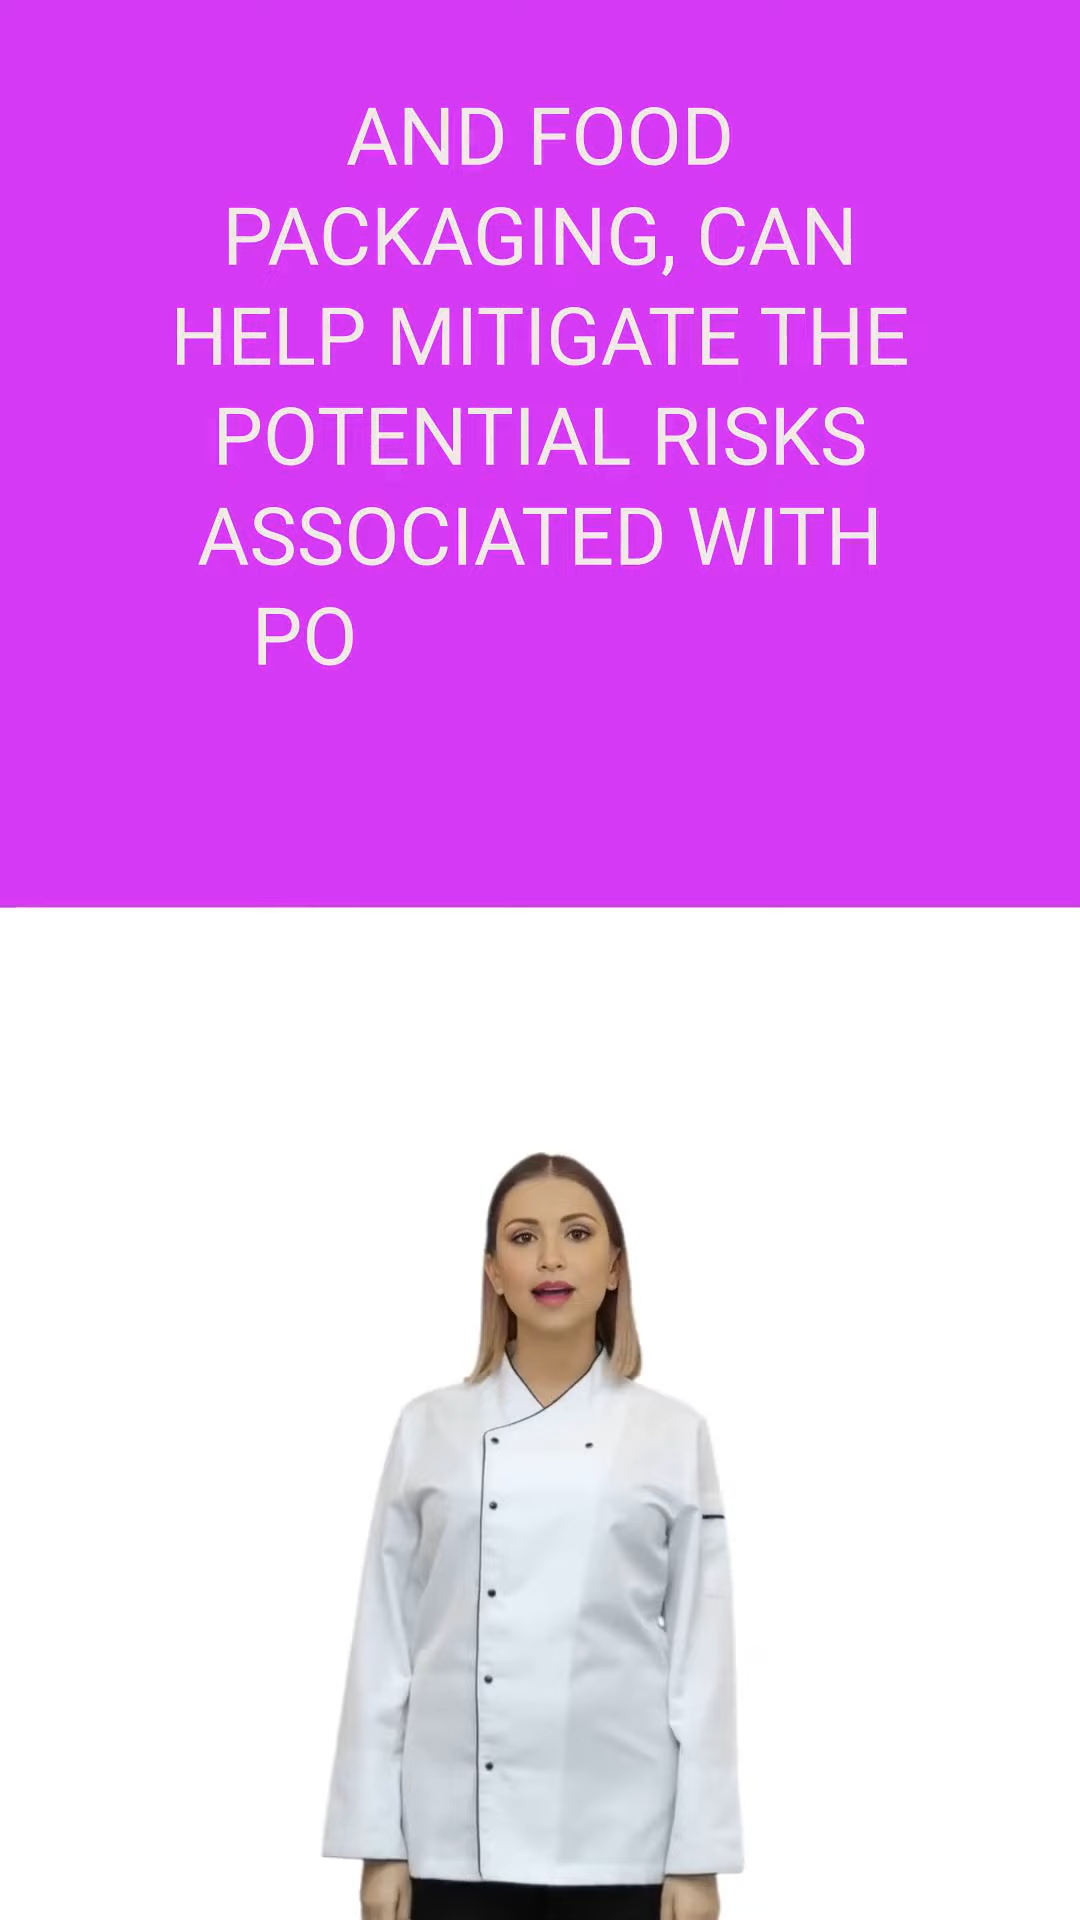 AND FOOD
PACKAGING, CAN
HELP MITIGATE THE
POTENTIAL RISKS
ASSOCIATED WITH
PO